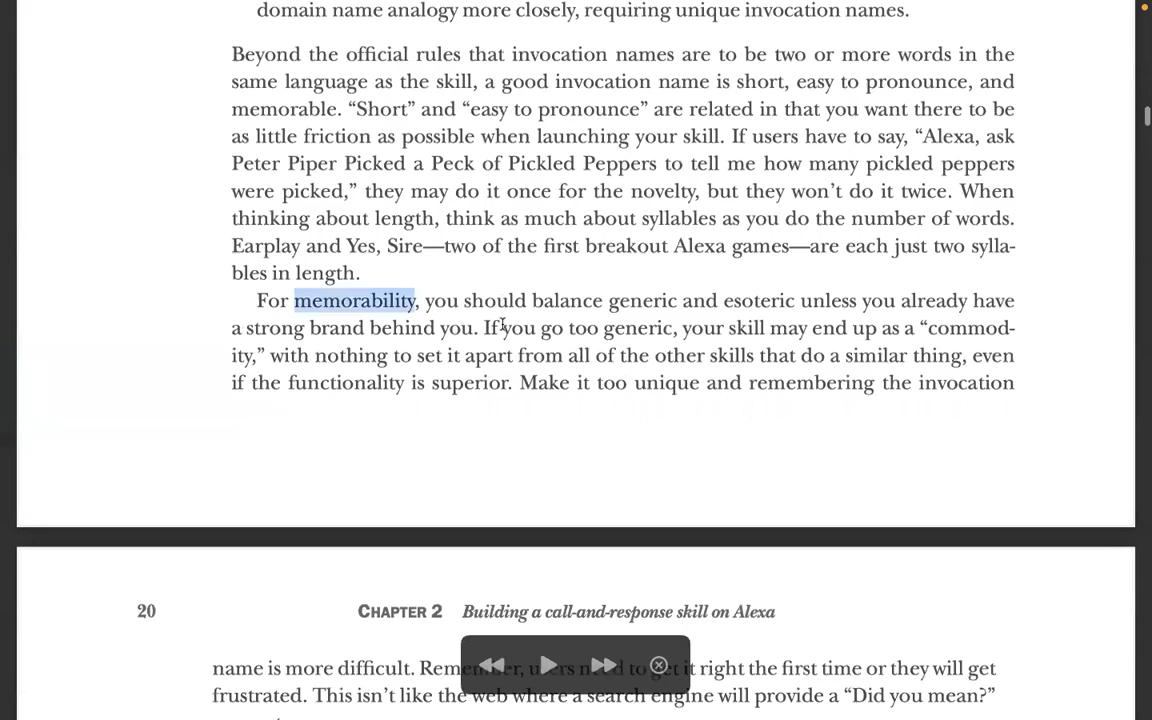 domain name analogy more closely, requiring unique invocation names.
Beyond the official rules that invocation names are to be two or more words in the
same language as the skill, a good invocation name is short, easy to pronounce, and
memorable. “Short” and “easy to pronounce” are related in that you want there to be
as little friction as possible when launching your skill. If users have to say, “Alexa, ask
Peter Piper Picked a Peck of Pickled Peppers to tell me how many pickled peppers
were picked,” they may do it once for the novelty, but they won’t do it twice. When
thinking about length, think as much about syllables as you do the number of words.
Earplay and Yes, Sire—two of the first breakout Alexa games—are each just two sylla-
bles in length.
For memorability, you should balance generic and esoteric unless you already have
a strong brand behind you. If you go too generic, your skill may end up as a “commod-
ity,” with nothing to set it apart from all of the other skills that do a similar thing, even
if the functionality is superior. Make it too unique and remembering the invocation
20 CHAPTER 2 Building a call-and-response skill on Alexa
name is more difficult. Remember, users need to get it right the first time or they will get
frustrated. This isn’t like the web where a search engine will provide a “Did you mean?”